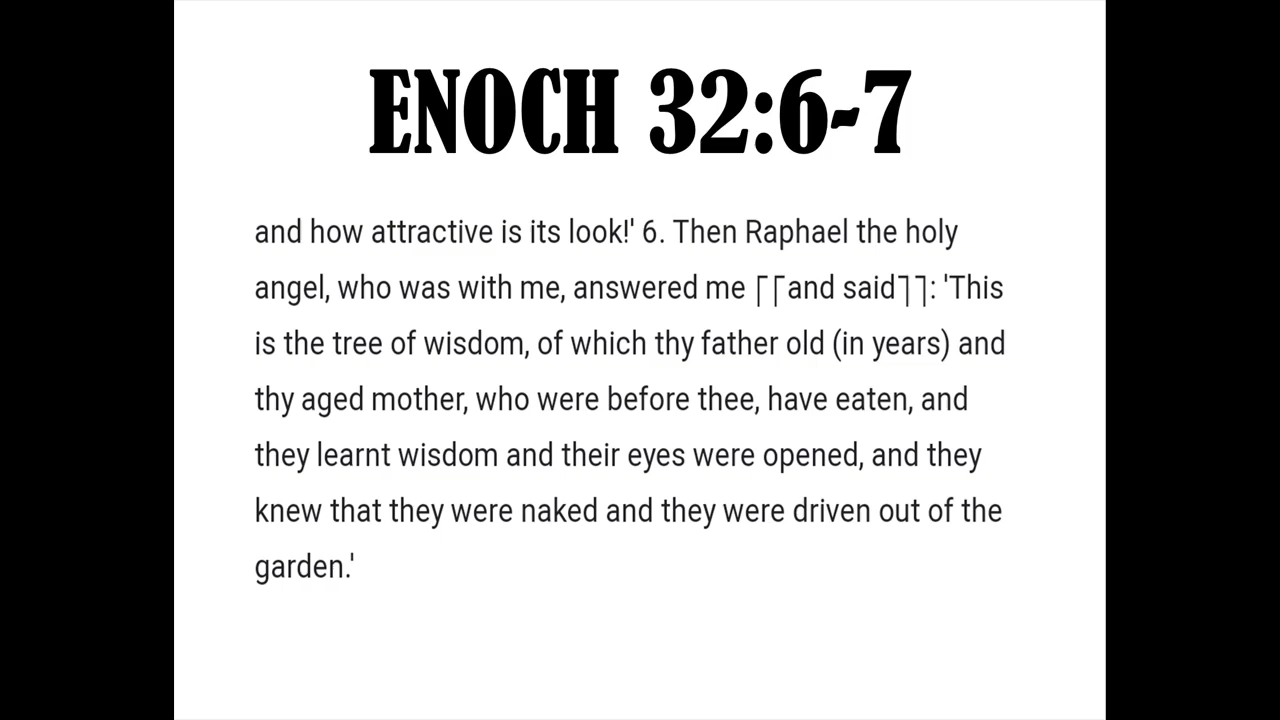 ENOCH 32:6-7
and how attractive is its look!' 6. Then Raphael the holy
angel, who was with me, answered me ⎡⎡and said⎤⎤: 'This
is the tree of wisdom, of which thy father old (in years) and
thy aged mother, who were before thee, have eaten, and
they learnt wisdom and their eyes were opened, and they
knew that they were naked and they were driven out of the
garden.'